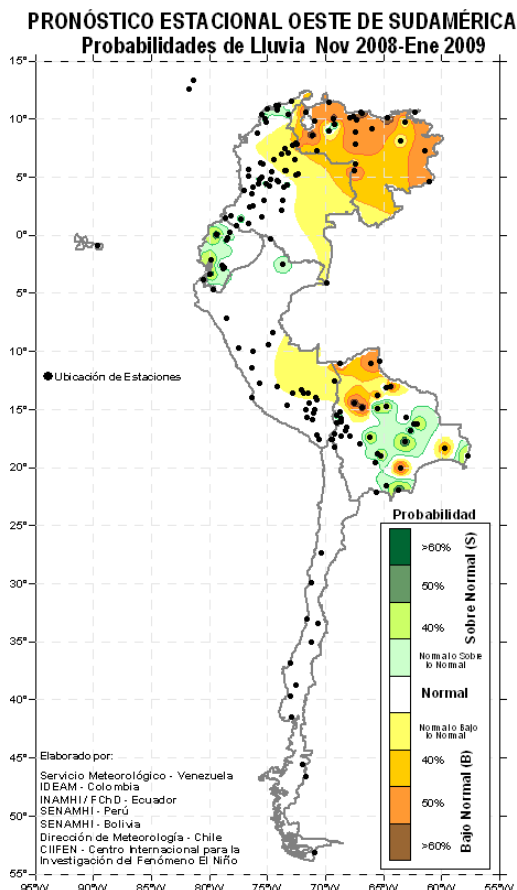 PRONÓSTICO ESTACIONAL OESTE DE SUDAMÉRICA
Probabilidades de Lluvia Nov 2008-Ene 2009
15°
10°
5°
0°
5°
10°
15°
20°
25°
30°
35°
40°
45°
50°
55°
95°W
90°W
85°W
80°W
75°W
70°W
65°W
60°W
55°W
Ubicación de Estaciones
Probabilidad
>60%
50%
40%
Normal o Sobre
lo Normal
Sobre Normal (S)
Normal
Normal o Bajo
lo Normal
40%
50%
>60%
Bajo Normal (B)
Elaborado por:
Servicio Meteorológico - Venezuela
IDEAM - Colombia
INAMHI / FChD - Ecuador
SENAMHI - Perú
SENAMHI - Bolivia
Dirección de Meteorología - Chile
CIIFEN - Centro Internacional para la
Investigación del Fenómeno El Niño